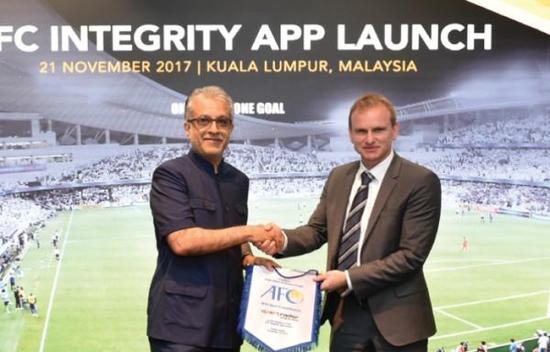 FC INTEGRITY APP LAUNCH
21 NOVEMBER 2017 | KUALA LUMPUR, MALAYSIA
ONE GOAL
AFC